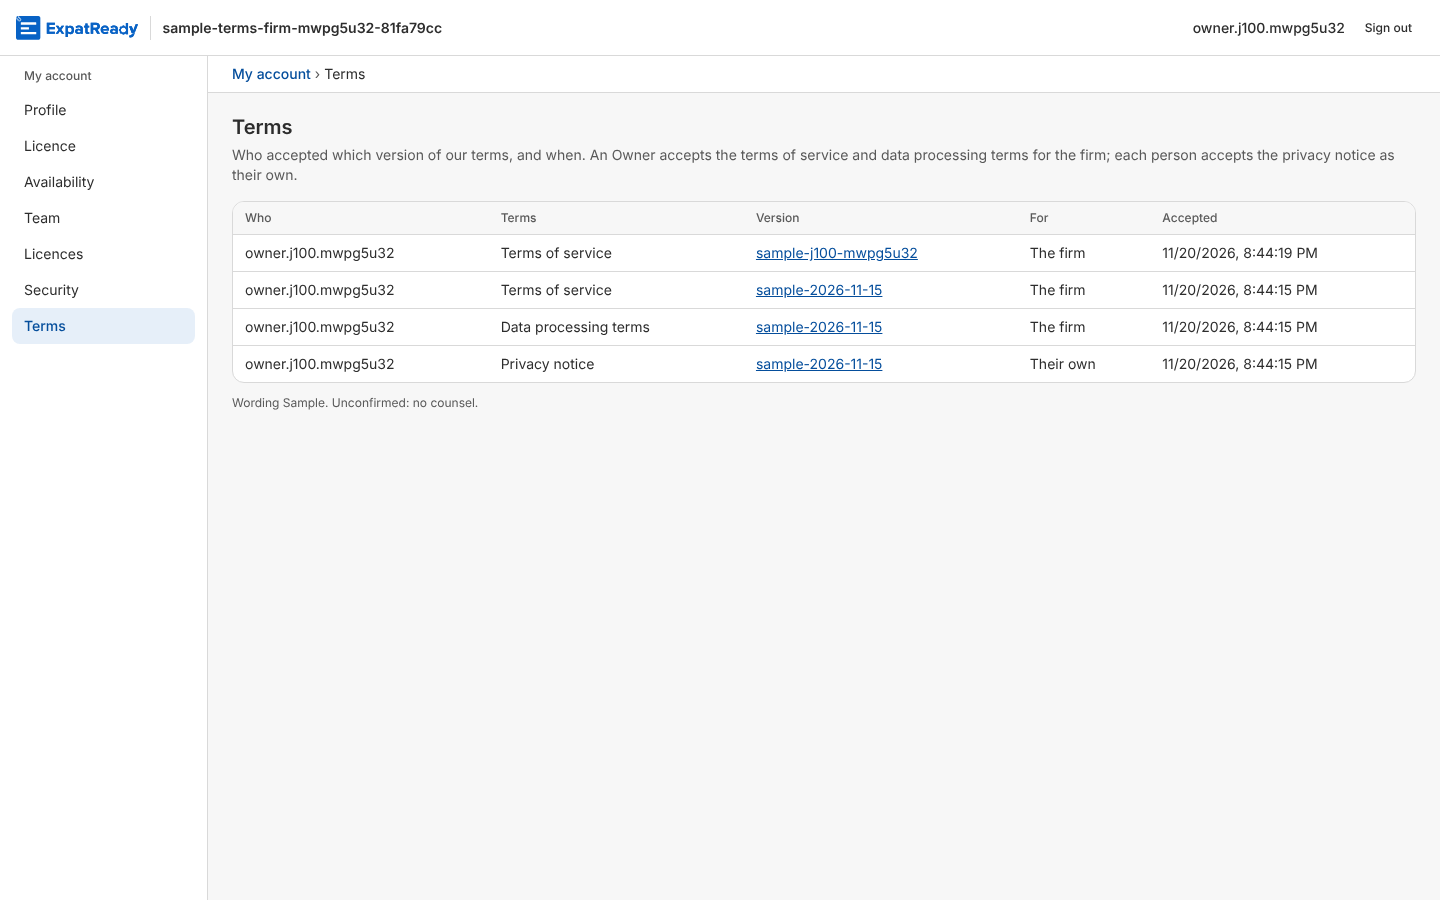 ExpatReady sample-terms-firm-mwpg5u32-81fa79cc owner.j100.mwpg5u32 Sign out
My account
Profile
Licence
Availability
Team
Licences
Security
Terms
My account › Terms
Terms
Who accepted which version of our terms, and when. An Owner accepts the terms of service and data processing terms for the firm; each person accepts the privacy notice as
their own.
Who Terms Version For Accepted
owner.j100.mwpg5u32 Terms of service sample-j100-mwpg5u32 The firm 11/20/2026, 8:44:19 PM
owner.j100.mwpg5u32 Terms of service sample-2026-11-15 The firm 11/20/2026, 8:44:15 PM
owner.j100.mwpg5u32 Data processing terms sample-2026-11-15 The firm 11/20/2026, 8:44:15 PM
owner.j100.mwpg5u32 Privacy notice sample-2026-11-15 Their own 11/20/2026, 8:44:15 PM
Wording Sample. Unconfirmed: no counsel.